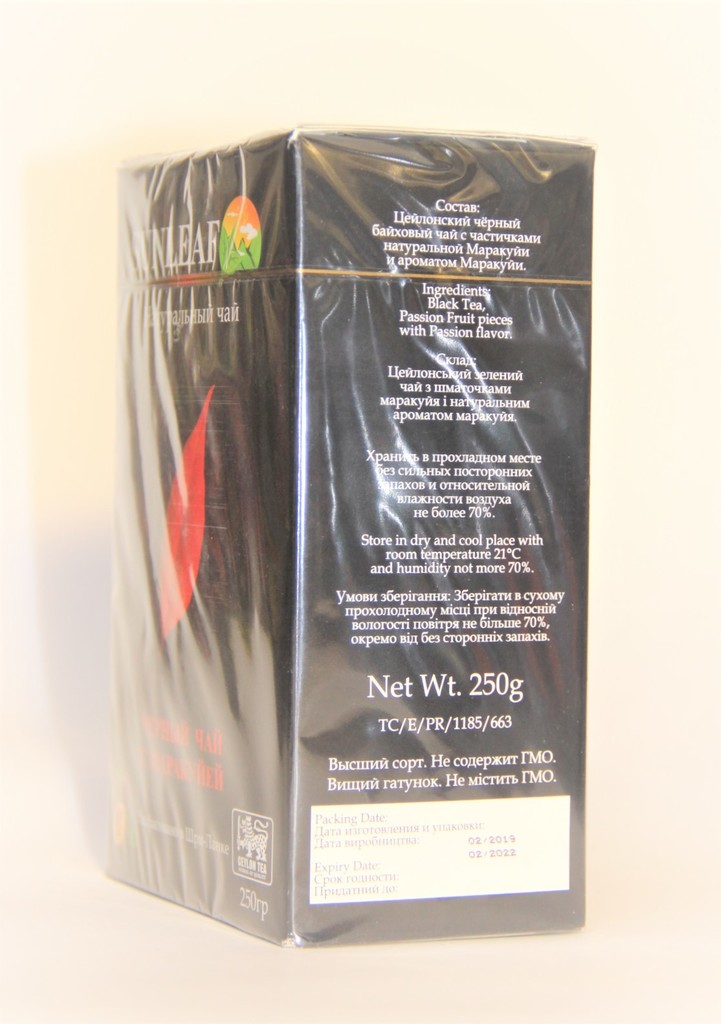 чай
ЧАЙ
CEYLON TEA
250гр
Состав:
Цейлонский чёрный
байховый чай с частичками
натуральной Маракуйи
и ароматом Маракуйи.
Ingredients:
Black Tea,
Passion Fruit pieces
with Passion flavor.
Склад:
Цейлонський зелений
чай з шматочками
маракуйя і натуральним
ароматом маракуйя.
Хранить в прохладном месте
без сильных посторонних
запахов и относительной
влажности воздуха
не более 70%.
Store in dry and cool place with
room temperature 21°C
and humidity not more 70%.
Умови зберігання: Зберігати в сухому
прохолодному місці при відносній
вологості повітря не більше 70%,
окремо від без сторонніх запахів.
Net Wt. 250g
TC/E/PR/1185/663
Высший сорт. Не содержит ГМО.
Вищий гатунок. Не містить ГМО.
Packing Date:
Дата изготовления и упаковки:
Дата виробництва: 02/2019
02/2022
Expiry Date:
Срок годности:
Придатний до: